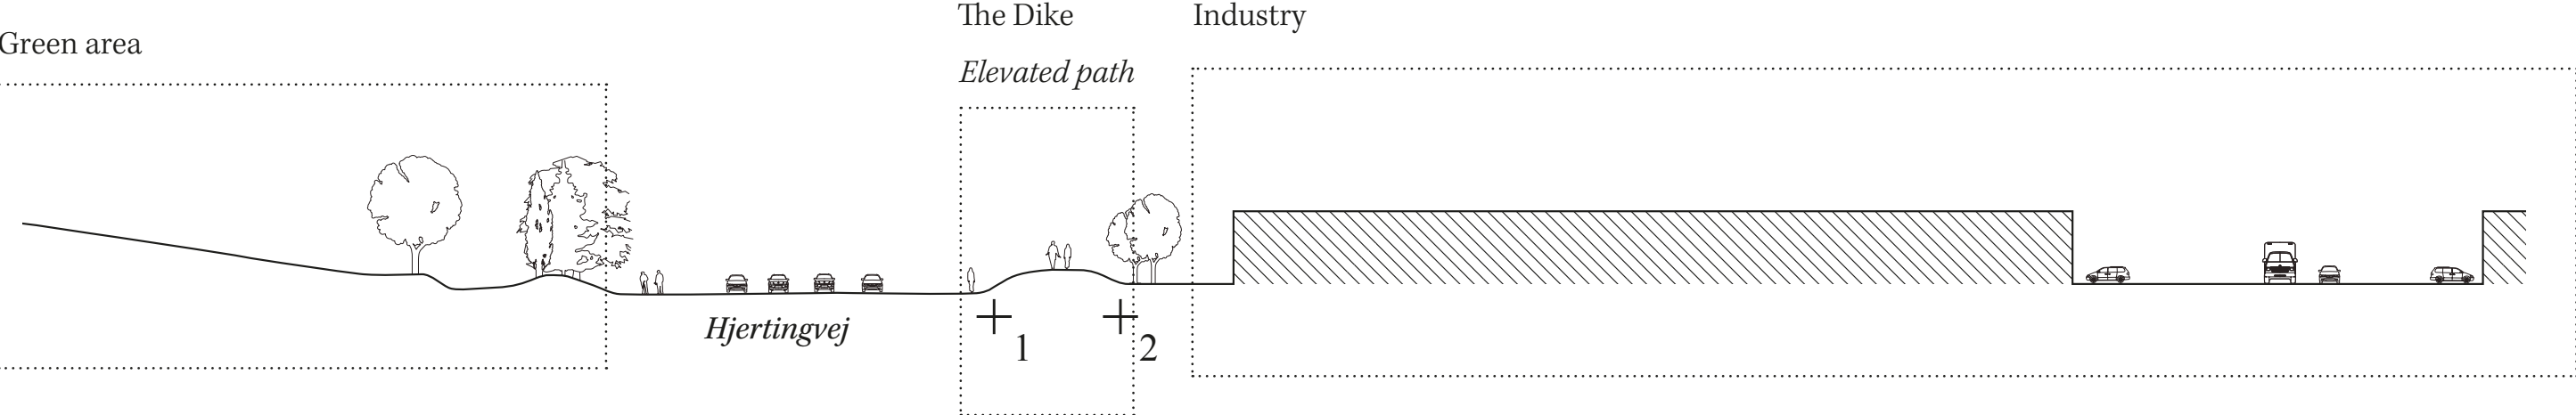 Green area
The Dike
Elevated path
Industry
Hjertingvej
1
2